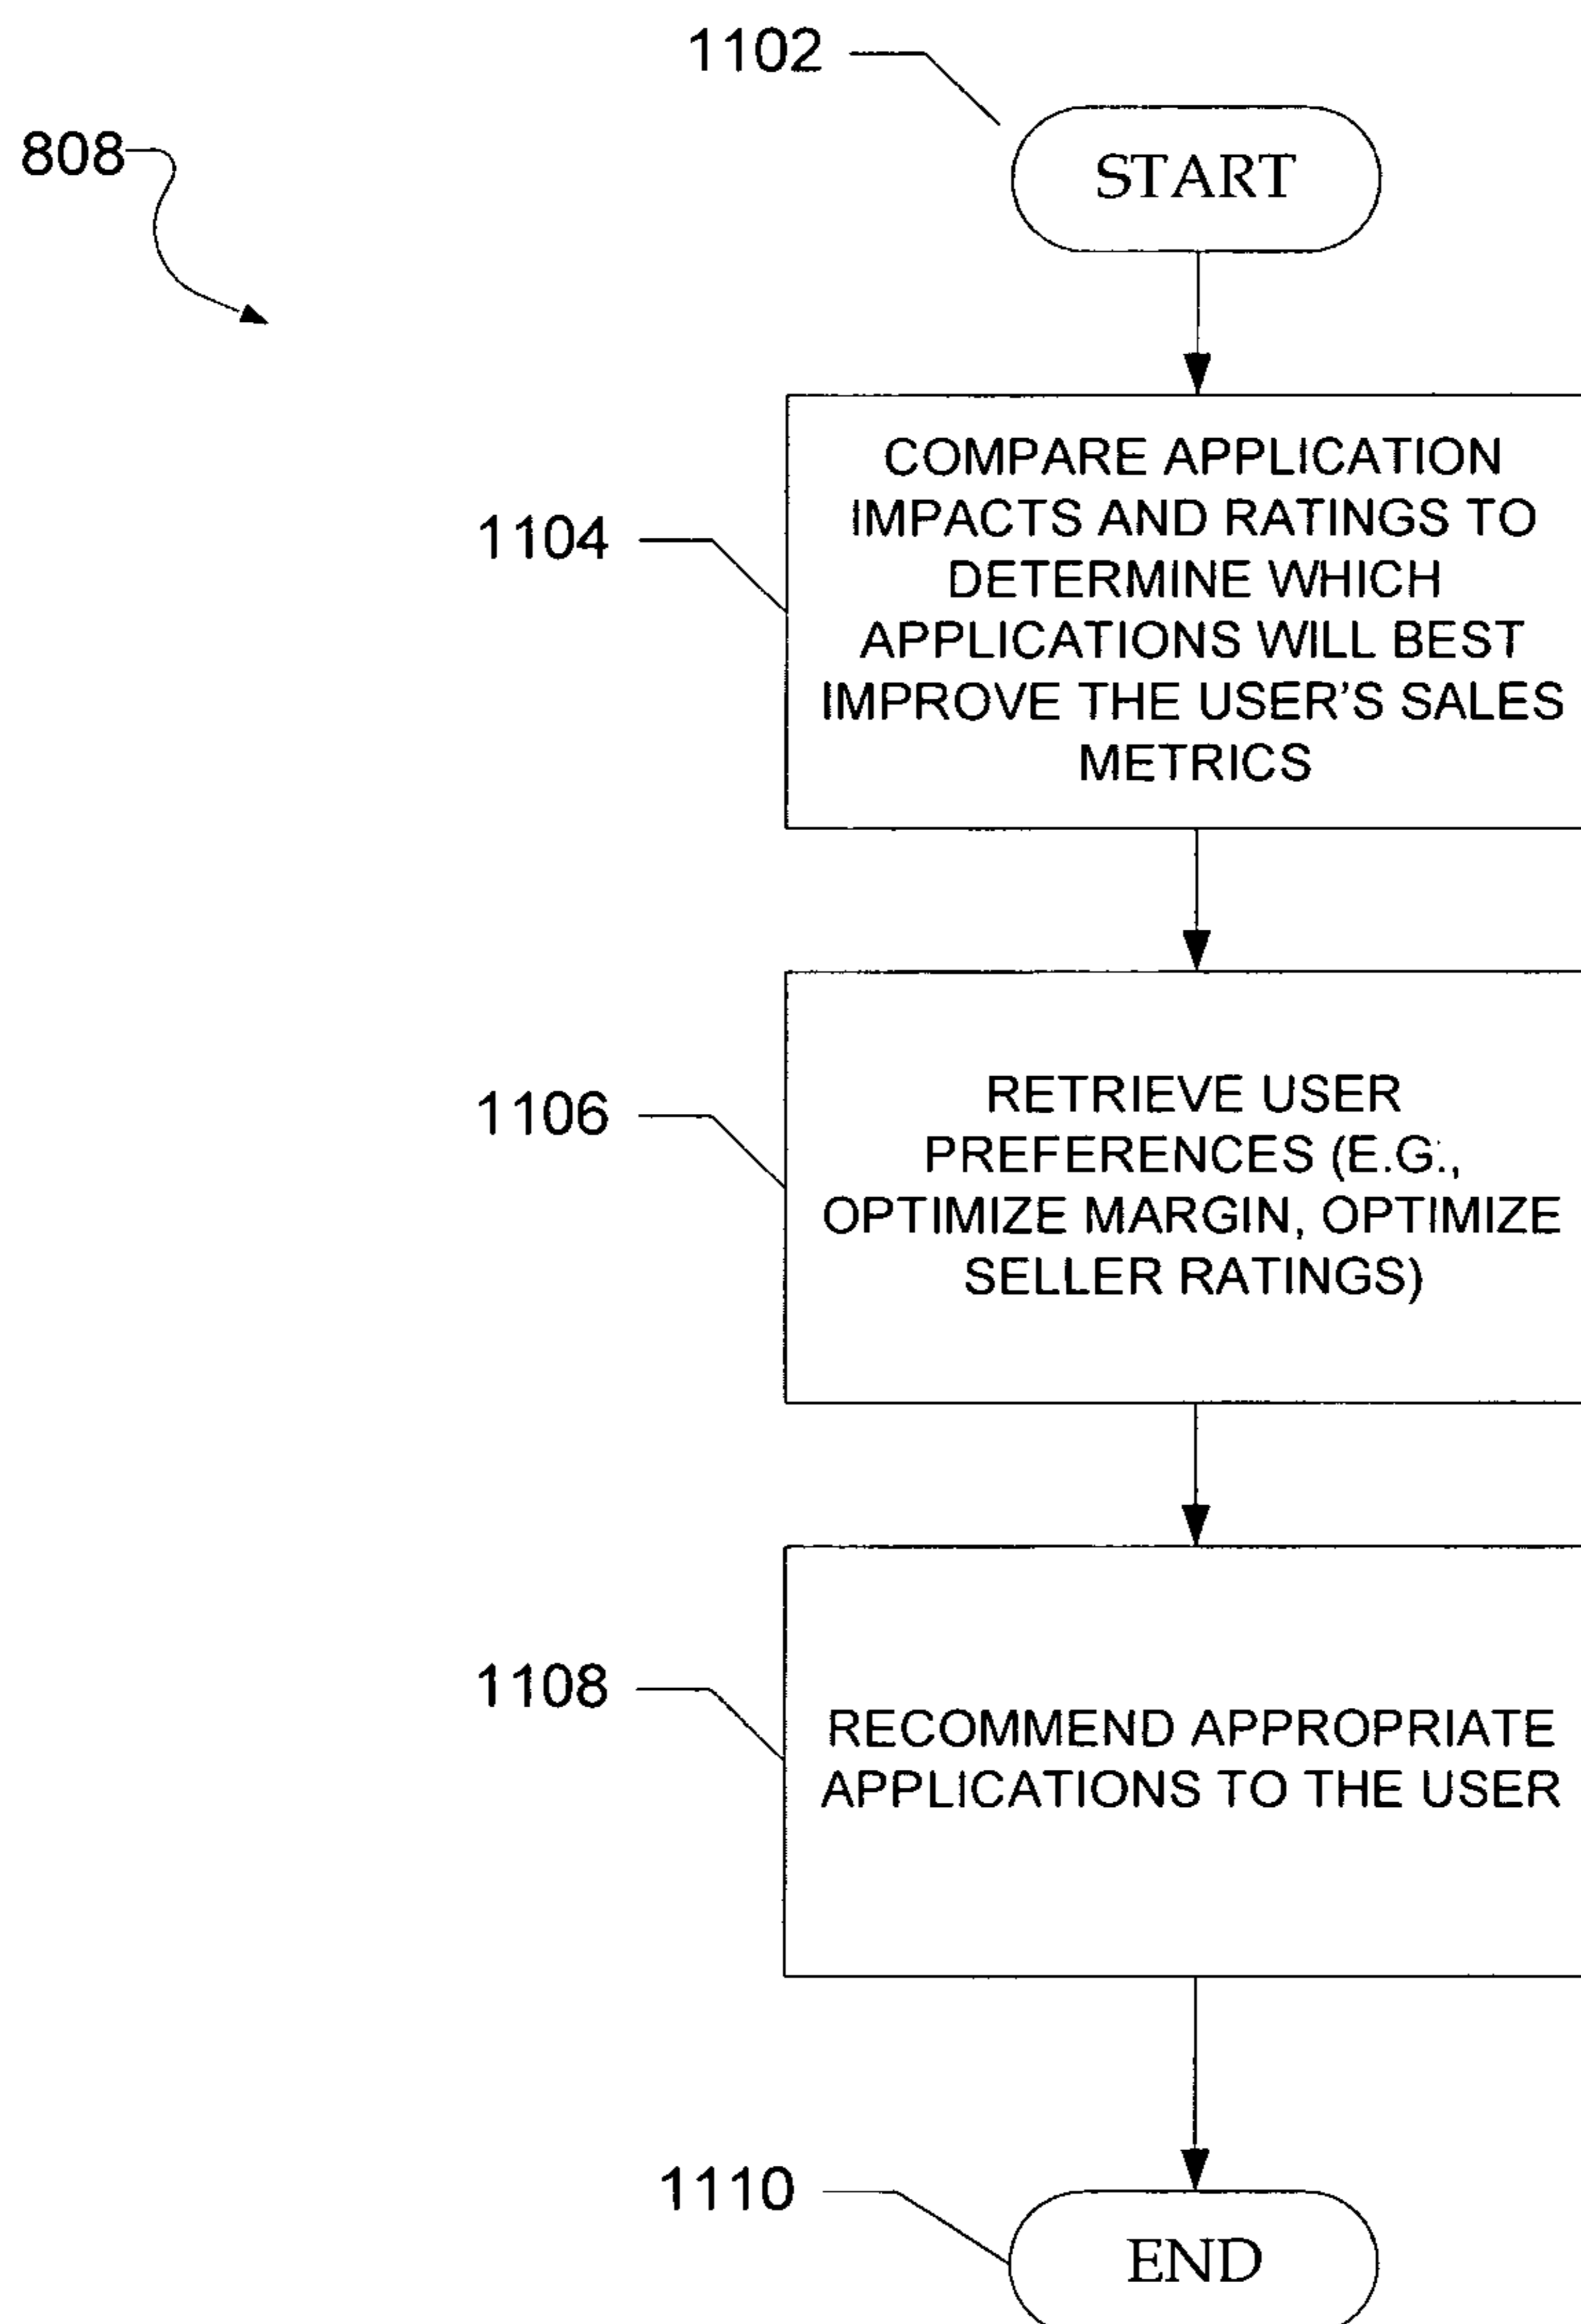 1102
808
START
1104
COMPARE APPLICATION
IMPACTS AND RATINGS TO
DETERMINE WHICH
APPLICATIONS WILL BEST
IMPROVE THE USER'S SALES
METRICS
1106
RETRIEVE USER
PREFERENCES (E.G.,
OPTIMIZE MARGIN, OPTIMIZE
SELLER RATINGS)
1108
RECOMMEND APPROPRIATE
APPLICATIONS TO THE USER
1110
END